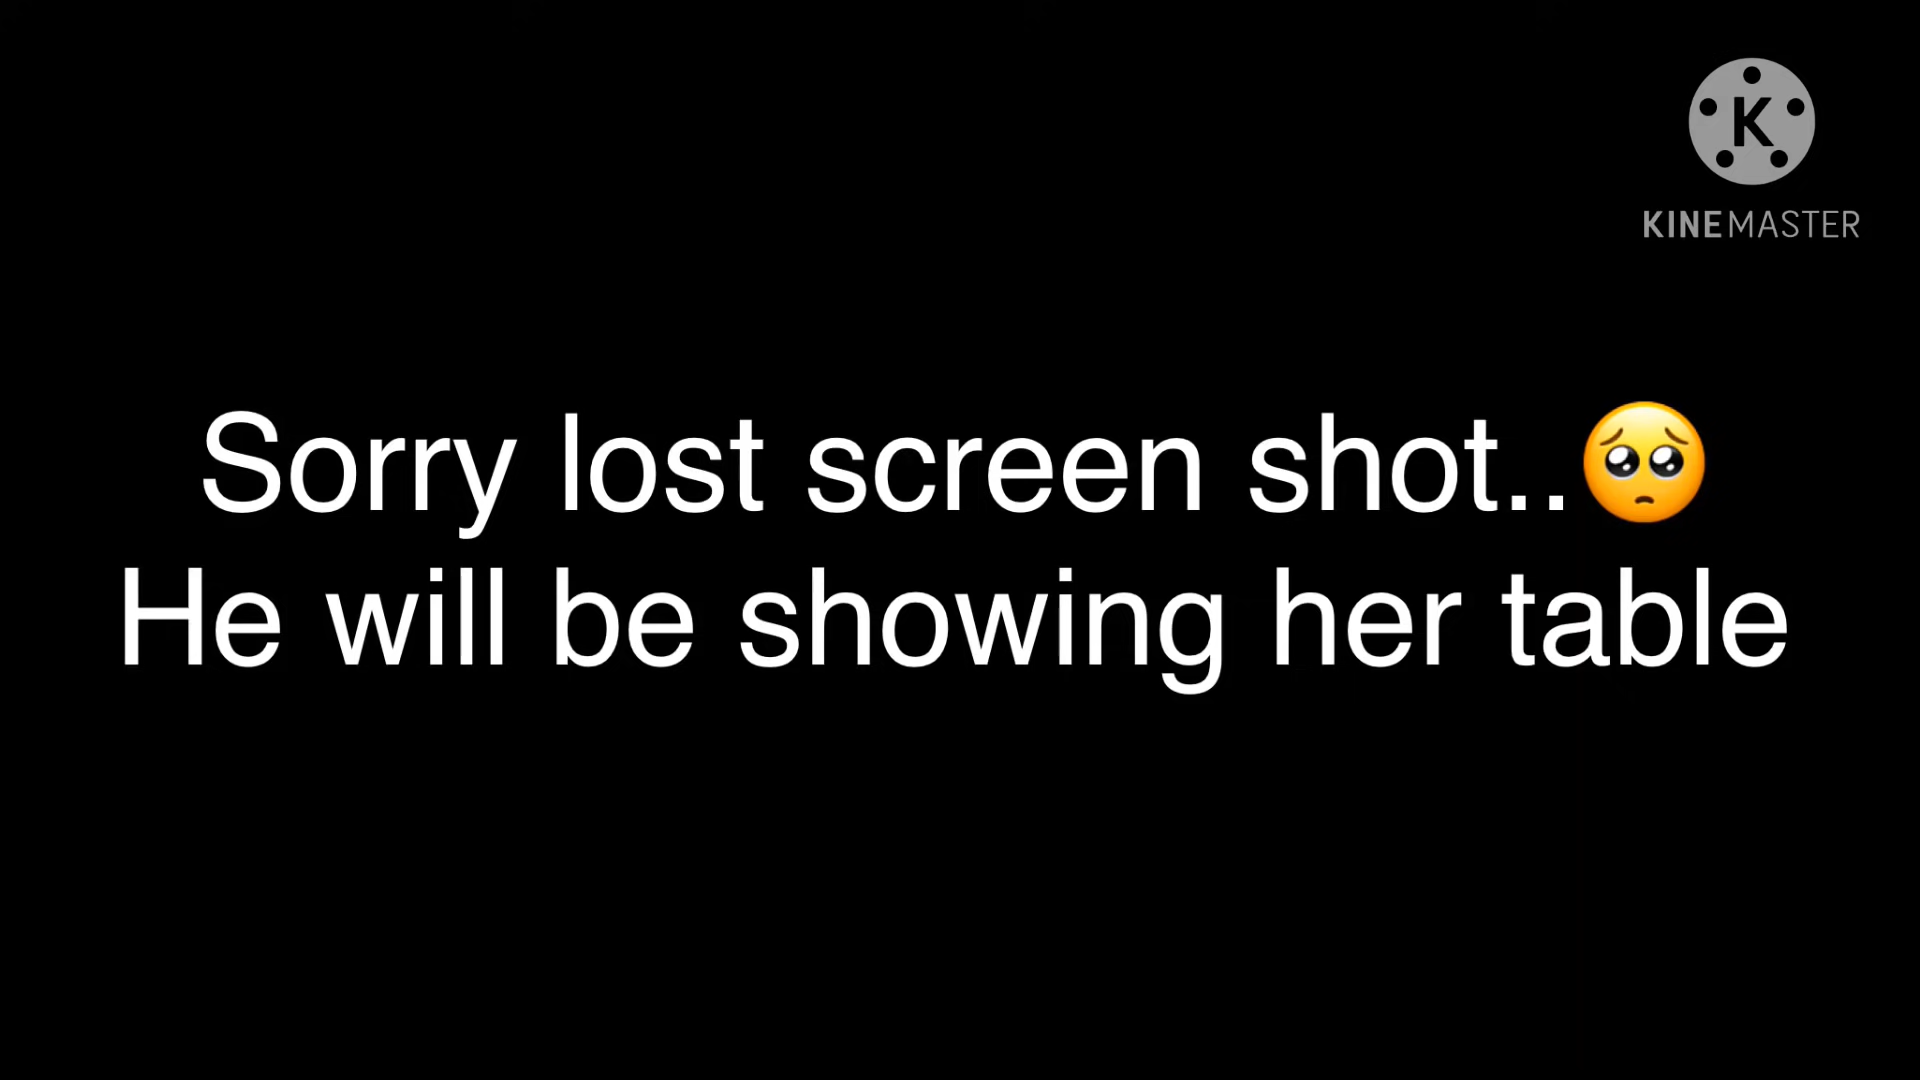 K
KINEMASTER
Sorry lost screen shot..🥺
He will be showing her table